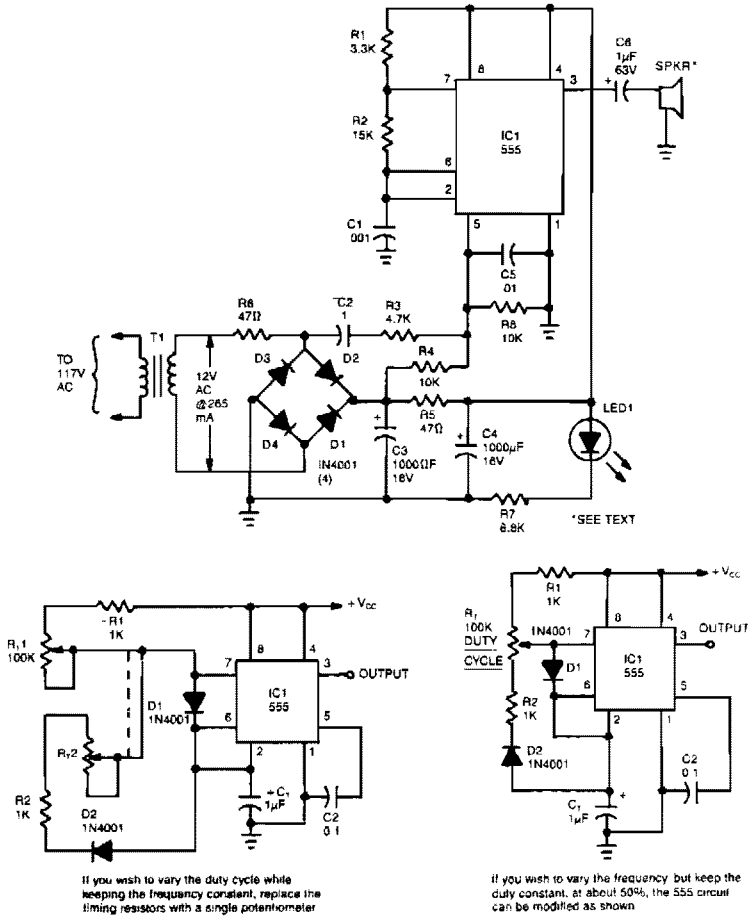 R1
3.3K
8
4
C6
1µF
63V
SPKR*
7
3
+
R2
15K
IC1
555
6
2
5
1
C1
.001
C5
.01
R6
47Ω
C2
1
R3
4.7K
R8
10K
TO
117V
AC
T1
12V
AC
@265
mA
D3
D2
R4
10K
D4
D1
R5
47Ω
LED1
+
C3
1000ΩF
16V
+
C4
1000µF
16V
IN4001
(4)
R7
6.8K
*SEE TEXT
R1
1K
+VCC
RT1
100K
8
4
7
3
OUTPUT
D1
1N4001
IC1
555
6
5
RT2
2
1
R2
1K
D2
1N4001
+CT
1µF
C2
0.1
If you wish to vary the duty cycle while
keeping the frequency constant, replace the
timing resistors with a single potentiometer
R1
1K
+VCC
RT
100K
DUTY
CYCLE
1N4001
8
4
7
3
OUTPUT
D1
IC1
555
6
5
R2
1K
2
1
D2
1N4001
CT
1µF
+
C2
0.1
If you wish to vary the frequency but keep the
duty constant, at about 50%, the 555 circuit
can be modified as shown